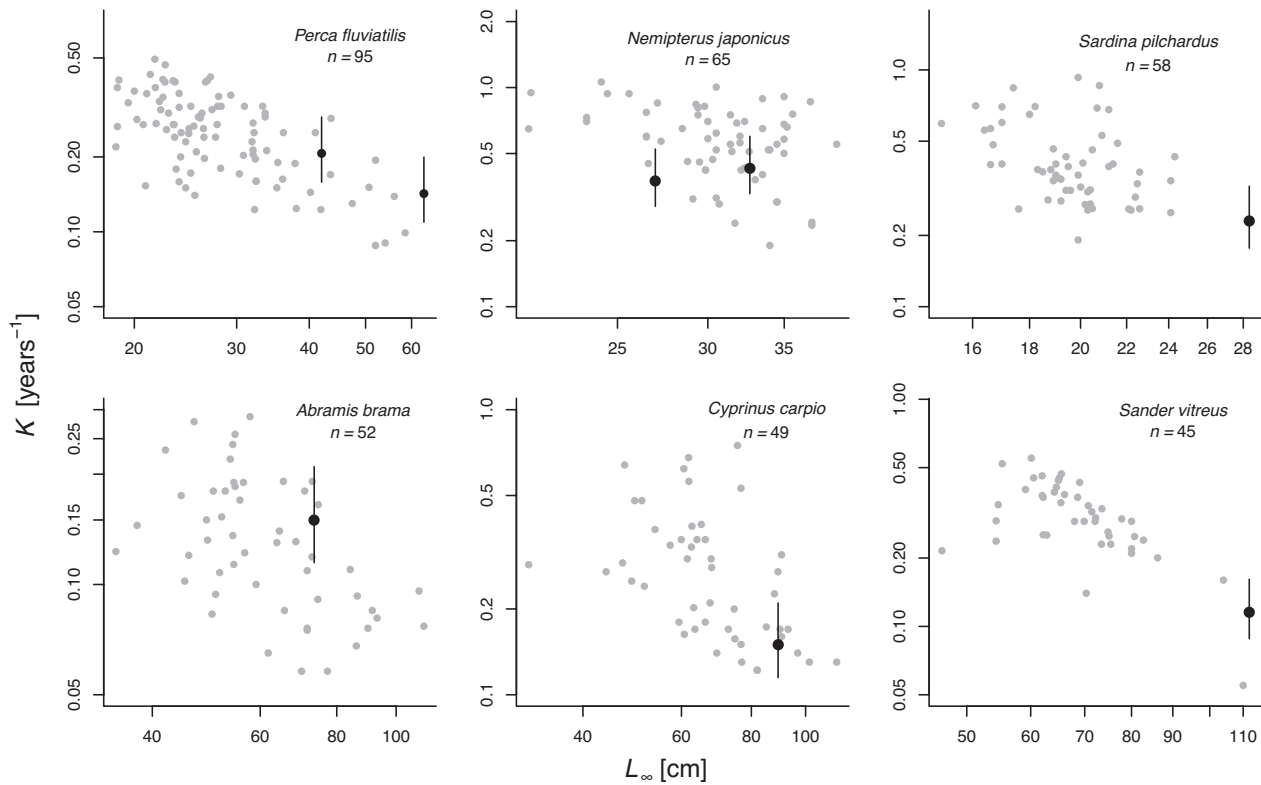 Perca fluviatilis
n = 95
0.50
0.20
0.10
0.05
20 30 40 50 60
Nemipterus japonicus
n = 65
2.0
1.0
0.5
0.2
0.1
25 30 35
Sardina pilchardus
n = 58
1.0
0.5
0.2
0.1
16 18 20 22 24 26 28
K [years⁻¹]
Abramis brama
n = 52
0.25
0.15
0.10
0.05
40 60 80 100
Cyprinus carpio
n = 49
1.0
0.5
0.2
0.1
40 60 80 100
Sander vitreus
n = 45
1.00
0.50
0.20
0.10
0.05
50 60 70 80 90 110
L∞ [cm]